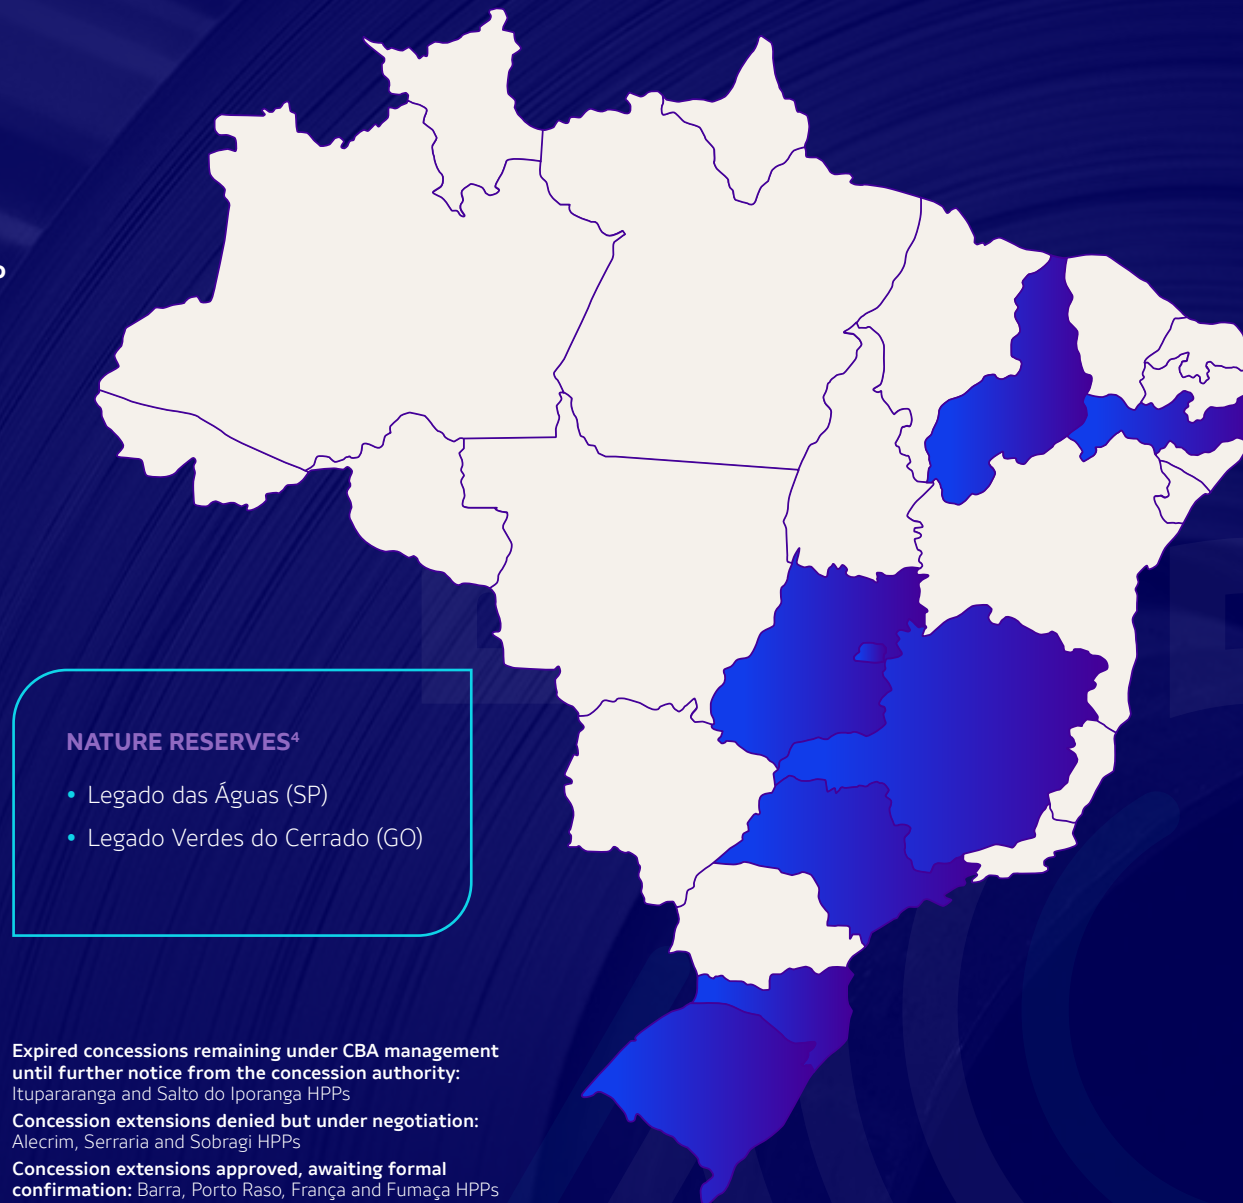 NATURE RESERVES⁴
• Legado das Águas (SP)
• Legado Verdes do Cerrado (GO)
Expired concessions remaining under CBA management
until further notice from the concession authority:
Itupararanga and Salto do Iporanga HPPs
Concession extensions denied but under negotiation:
Alecrim, Serraria and Sobragi HPPs
Concession extensions approved, awaiting formal
confirmation: Barra, Porto Raso, França and Fumaça HPPs